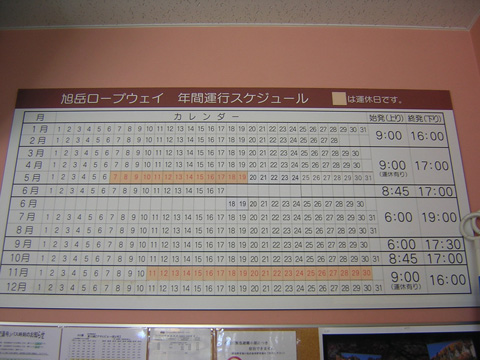 旭岳ロープウェイ 年間運行スケジュール は運休日です。
月 カレンダー 始発(上り) 終発(下り)
1月 1 2 3 4 5 6 7 8 9 10 11 12 13 14 15 16 17 18 19 20 21 22 23 24 25 26 27 28 29 30 31 9:00 16:00
2月 1 2 3 4 5 6 7 8 9 10 11 12 13 14 15 16 17 18 19 20 21 22 23 24 25 26 27 28
3月 1 2 3 4 5 6 7 8 9 10 11 12 13 14 15 16 17 18 19 20 21 22 23 24 25 26 27 28 29 30 31 9:00 (運休有り) 17:00
4月 1 2 3 4 5 6 7 8 9 10 11 12 13 14 15 16 17 18 19 20 21 22 23 24 25 26 27 28 29 30
5月 1 2 3 4 5 6 7 8 9 10 11 12 13 14 15 16 17 18 19 20 21 22 23 24 25 26 27 28 29 30 31
6月 1 2 3 4 5 6 7 8 9 10 11 12 13 14 15 16 17 8:45 17:00
6月 18 19 20 21 22 23 24 25 26 27 28 29 30 6:00 19:00
7月 1 2 3 4 5 6 7 8 9 10 11 12 13 14 15 16 17 18 19 20 21 22 23 24 25 26 27 28 29 30 31
8月 1 2 3 4 5 6 7 8 9 10 11 12 13 14 15 16 17 18 19 20 21 22 23 24 25 26 27 28 29 30 31
9月 1 2 3 4 5 6 7 8 9 10 11 12 13 14 15 16 17 18 19 20 21 22 23 24 25 26 27 28 29 30 6:00 17:30
10月 1 2 3 4 5 6 7 8 9 10 11 12 13 14 15 16 17 18 19 20 21 22 23 24 25 26 27 28 29 30 31 8:45 17:00
11月 1 2 3 4 5 6 7 8 9 10 11 12 13 14 15 16 17 18 19 20 21 22 23 24 25 26 27 28 29 30 9:00 (運休有り) 16:00
12月 1 2 3 4 5 6 7 8 9 10 11 12 13 14 15 16 17 18 19 20 21 22 23 24 25 26 27 28 29 30 31